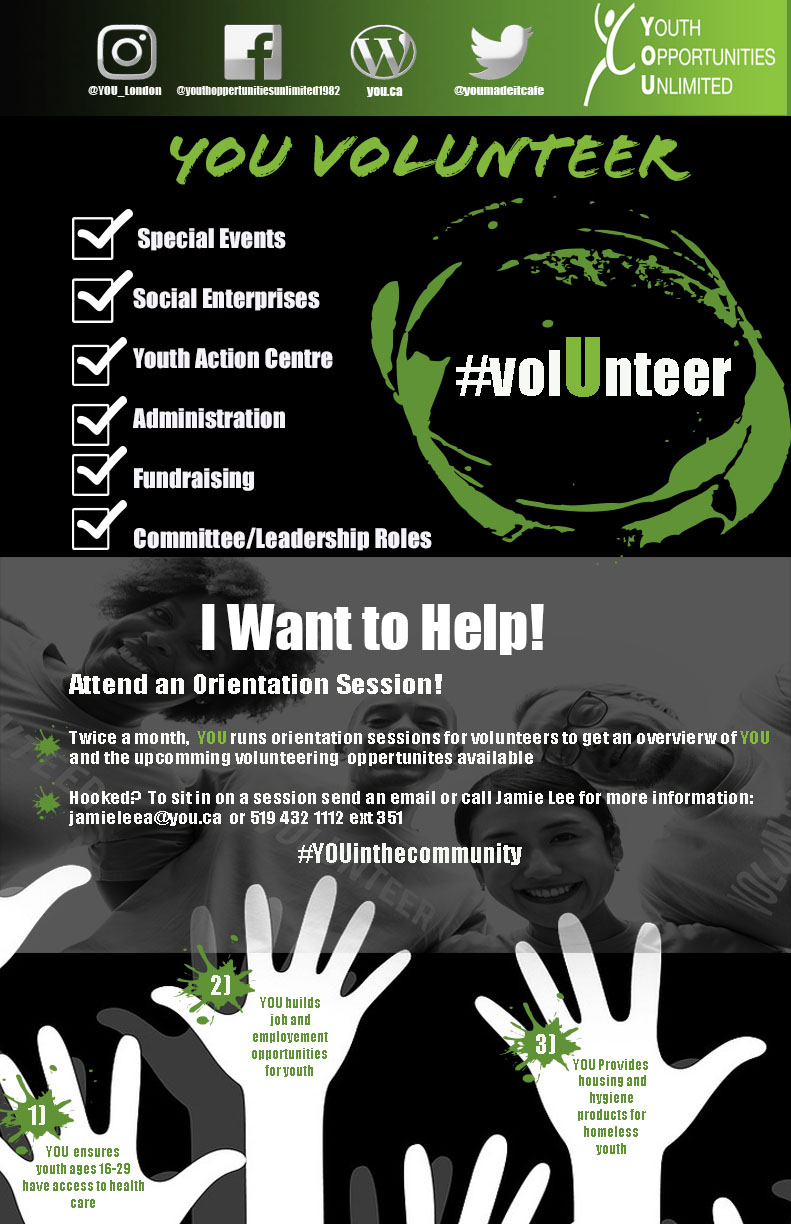 @YOU_London
@youthoppertunitiesunlimited1982
you.ca
@youmadeitcafe
YOUTH
OPPORTUNITIES
UNLIMITED
YOU VOLUNTEER
Special Events
Social Enterprises
Youth Action Centre
Administration
Fundraising
Committee/Leadership Roles
#volUnteer
I Want to Help!
Attend an Orientation Session!
Twice a month, YOU runs orientation sessions for volunteers to get an overvierw of YOU
and the upcomming volunteering oppertunites available
Hooked? To sit in on a session send an email or call Jamie Lee for more information:
jamieleea@you.ca or 519 432 1112 ext 351
#YOUinthecommunity
VOLUNTEER
1)
YOU ensures
youth ages 16-29
have access to health
care
2)
YOU builds
job and
employement
opportunities
for youth
3)
YOU Provides
housing and
hygiene
products for
homeless
youth